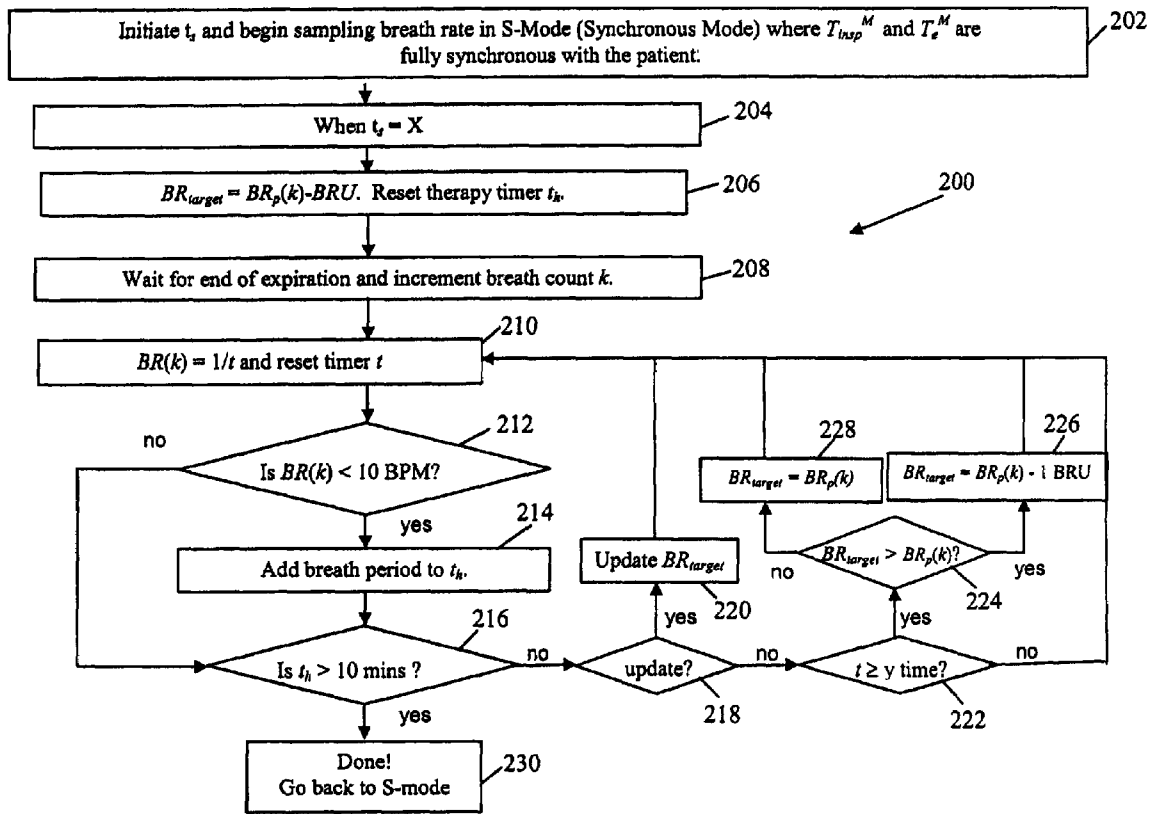 Initiate tₛ and begin sampling breath rate in S-Mode (Synchronous Mode) where T_insp^M and T_e^M are
fully synchronous with the patient.
202
When tₛ = X
204
BR_target = BR_p(k)-BRU. Reset therapy timer t_h.
206
200
Wait for end of expiration and increment breath count k.
208
210
BR(k) = 1/t and reset timer t
no
212
Is BR(k) < 10 BPM?
yes
214
Add breath period to t_h.
216
Is t_h > 10 mins ?
no
yes
Done!
Go back to S-mode
230
Update BR_target
220
yes
update?
218
no
228
BR_target = BR_p(k)
226
BR_target = BR_p(k) - 1 BRU
BR_target > BR_p(k)?
no
yes
224
yes
t ≥ y time?
no
222